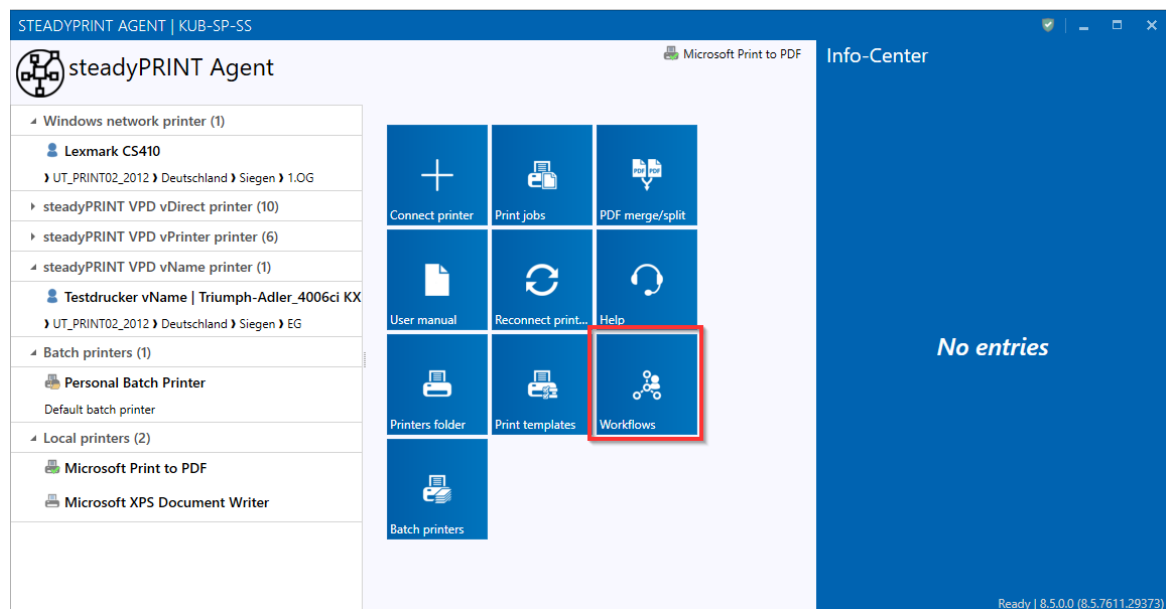 STEADYPRINT AGENT | KUB-SP-SS
steadyPRINT Agent
Microsoft Print to PDF
Windows network printer (1)
Lexmark CS410
❱ UT_PRINT02_2012 ❱ Deutschland ❱ Siegen ❱ 1.OG
steadyPRINT VPD vDirect printer (10)
steadyPRINT VPD vPrinter printer (6)
steadyPRINT VPD vName printer (1)
Testdrucker vName | Triumph-Adler_4006ci KX
❱ UT_PRINT02_2012 ❱ Deutschland ❱ Siegen ❱ EG
Batch printers (1)
Personal Batch Printer
Default batch printer
Local printers (2)
Microsoft Print to PDF
Microsoft XPS Document Writer
Connect printer
Print jobs
PDF PDF
PDF merge/split
User manual
Reconnect print...
Help
Printers folder
Print templates
Workflows
Batch printers
Info-Center
No entries
Ready | 8.5.0.0 (8.5.7611.29373)